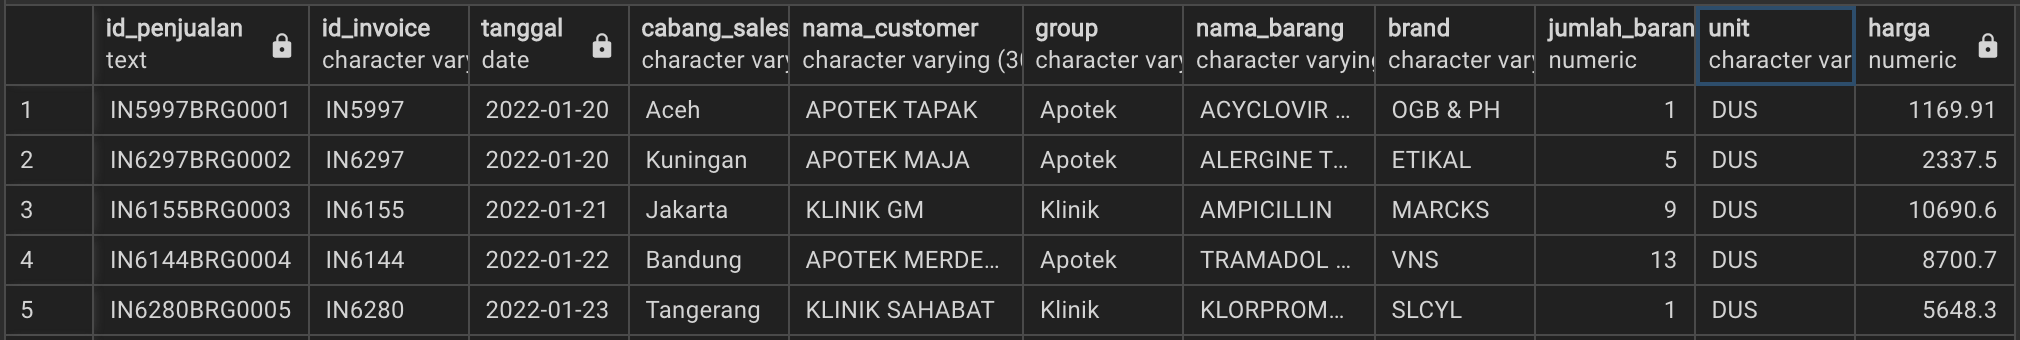 id_penjualan id_invoice tanggal cabang_sales nama_customer group nama_barang brand jumlah_baran unit harga
text character vary date character vary character varying (30 character vary character varying character vary numeric character var numeric
1 IN5997BRG0001 IN5997 2022-01-20 Aceh APOTEK TAPAK Apotek ACYCLOVIR ... OGB & PH 1 DUS 1169.91
2 IN6297BRG0002 IN6297 2022-01-20 Kuningan APOTEK MAJA Apotek ALERGINE T... ETIKAL 5 DUS 2337.5
3 IN6155BRG0003 IN6155 2022-01-21 Jakarta KLINIK GM Klinik AMPICILLIN MARCKS 9 DUS 10690.6
4 IN6144BRG0004 IN6144 2022-01-22 Bandung APOTEK MERDE... Apotek TRAMADOL ... VNS 13 DUS 8700.7
5 IN6280BRG0005 IN6280 2022-01-23 Tangerang KLINIK SAHABAT Klinik KLORPROM... SLCYL 1 DUS 5648.3